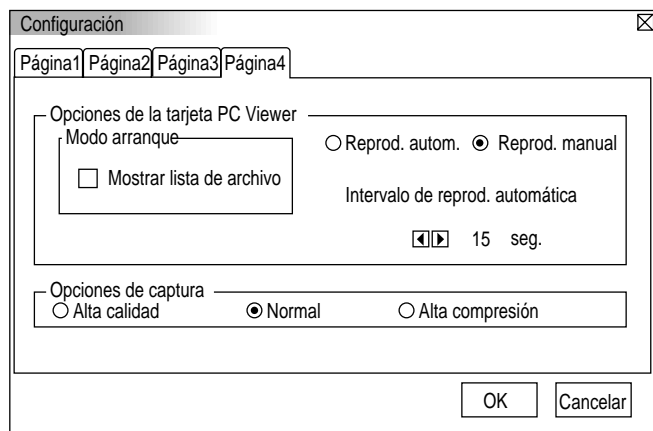 Configuración
Página1 Página2 Página3 Página4
Opciones de la tarjeta PC Viewer
Modo arranque
Mostrar lista de archivo
Reprod. autom. Reprod. manual
Intervalo de reprod. automática
15 seg.
Opciones de captura
Alta calidad Normal Alta compresión
OK Cancelar